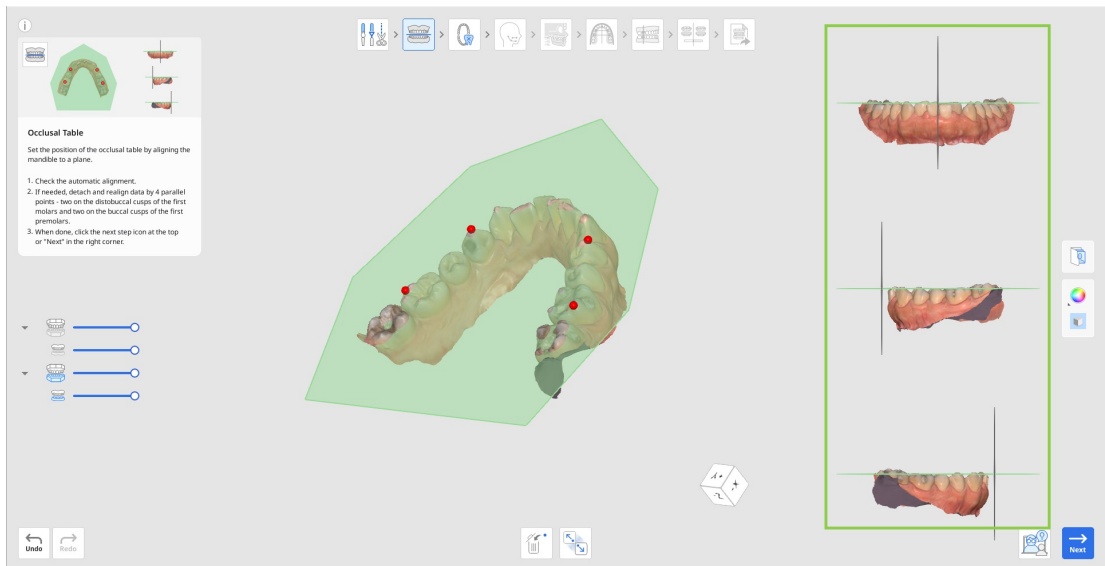 Occlusal Table
Set the position of the occlusal table by aligning the
mandible to a plane.
1. Check the automatic alignment.
2. If needed, detach and realign data by 4 parallel
points - two on the distobuccal cusps of the first
molars and two on the buccal cusps of the first
premolars.
3. When done, click the next step icon at the top
or "Next" in the right corner.
Undo
Redo
Next